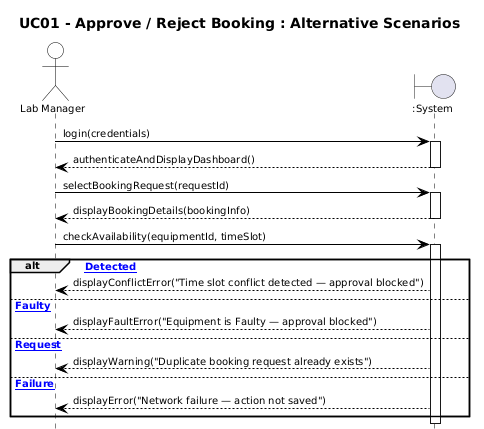 UC01 - Approve / Reject Booking : Alternative Scenarios
Lab Manager
:System
login(credentials)
authenticateAndDisplayDashboard()
selectBookingRequest(requestId)
displayBookingDetails(bookingInfo)
checkAvailability(equipmentId, timeSlot)
alt
Detected
displayConflictError("Time slot conflict detected — approval blocked")
Faulty
displayFaultError("Equipment is Faulty — approval blocked")
Request
displayWarning("Duplicate booking request already exists")
Failure
displayError("Network failure — action not saved")